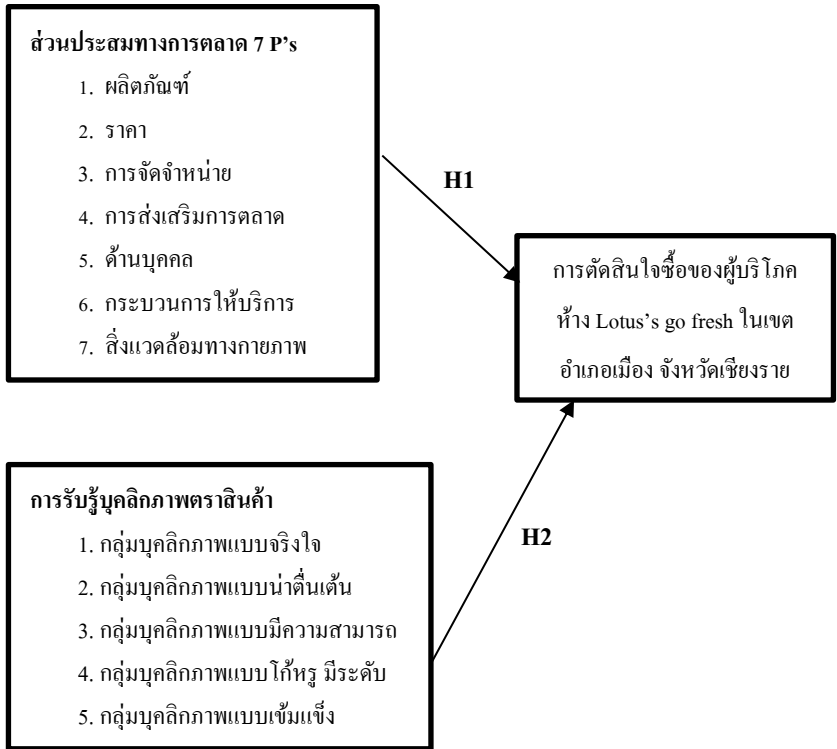 ส่วนประสมทางการตลาด 7 P's
1. ผลิตภัณฑ์
2. ราคา
3. การจัดจำหน่าย
4. การส่งเสริมการตลาด
5. ด้านบุคคล
6. กระบวนการให้บริการ
7. สิ่งแวดล้อมทางกายภาพ
H1
การตัดสินใจซื้อของผู้บริโภค
ห้าง Lotus's go fresh ในเขต
อำเภอเมือง จังหวัดเชียงราย
การรับรู้บุคลิกภาพตราสินค้า
1. กลุ่มบุคลิกภาพแบบจริงใจ
2. กลุ่มบุคลิกภาพแบบน่าตื่นเต้น
3. กลุ่มบุคลิกภาพแบบมีความสามารถ
4. กลุ่มบุคลิกภาพแบบโก้หรู มีระดับ
5. กลุ่มบุคลิกภาพแบบเข้มแข็ง
H2